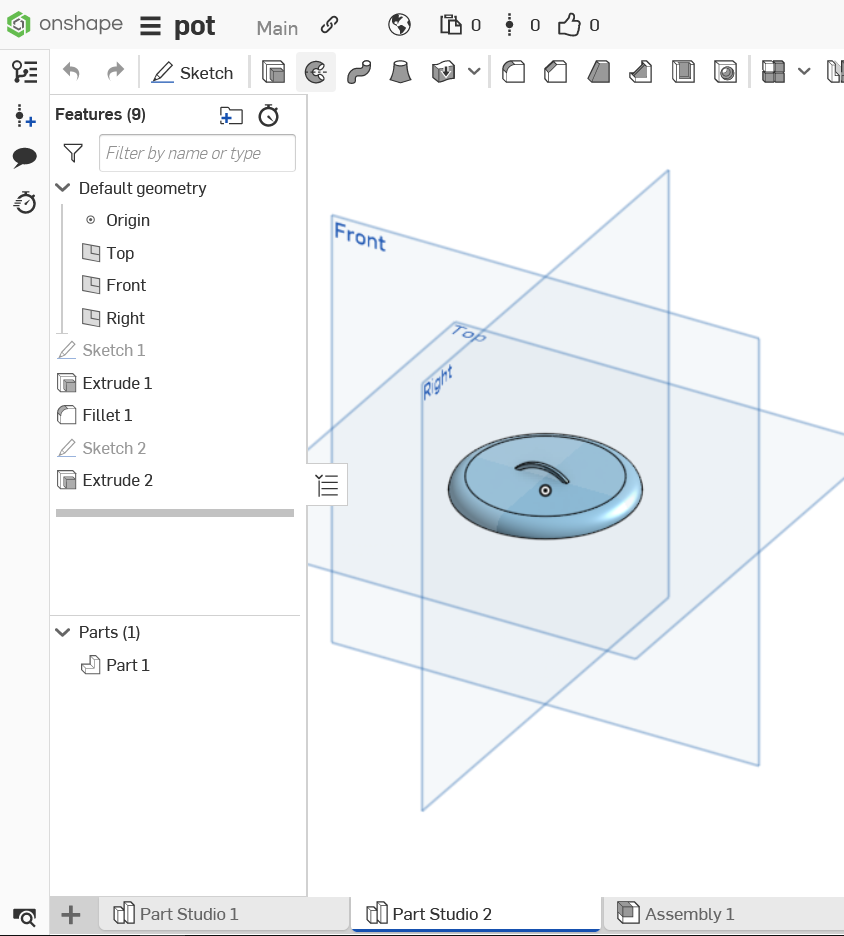 onshape pot Main 0 0 0
Sketch
Features (9)
Filter by name or type
Default geometry
Origin
Top
Front
Right
Sketch 1
Extrude 1
Fillet 1
Sketch 2
Extrude 2
Parts (1)
Part 1
Front
Top
Right
Part Studio 1 Part Studio 2 Assembly 1